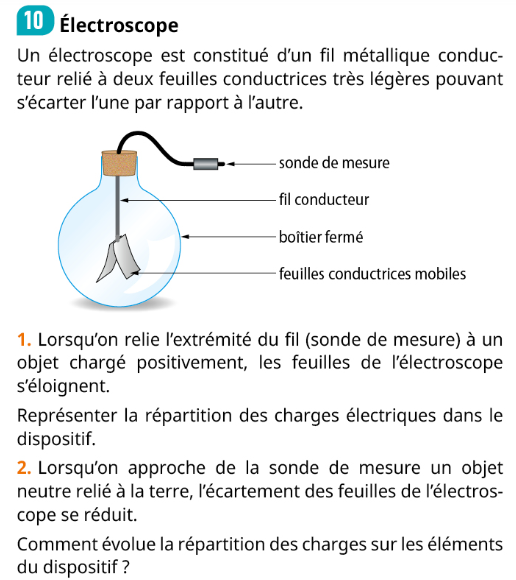 10 Électroscope
Un électroscope est constitué d'un fil métallique conduc-
teur relié à deux feuilles conductrices très légères pouvant
s'écarter l'une par rapport à l'autre.
sonde de mesure
fil conducteur
boîtier fermé
feuilles conductrices mobiles
1. Lorsqu'on relie l'extrémité du fil (sonde de mesure) à un
objet chargé positivement, les feuilles de l'électroscope
s'éloignent.
Représenter la répartition des charges électriques dans le
dispositif.
2. Lorsqu'on approche de la sonde de mesure un objet
neutre relié à la terre, l'écartement des feuilles de l'électros-
cope se réduit.
Comment évolue la répartition des charges sur les éléments
du dispositif ?